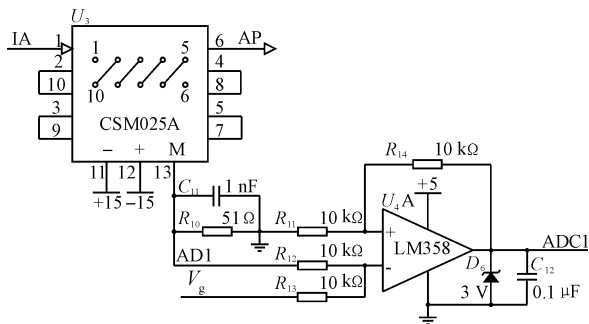 U3
IA 1 6 AP
1 5
2 4
10 8
10 6
3 5
9 7
CSM025A
− + M
11 12 13
+15 −15
C11 1 nF
R10 51 Ω
R11 10 kΩ
R14 10 kΩ
U4A +5
+
LM358
-
AD1 R12 10 kΩ
Vg R13 10 kΩ
ADC1
D6 C12
3 V 0.1 μF